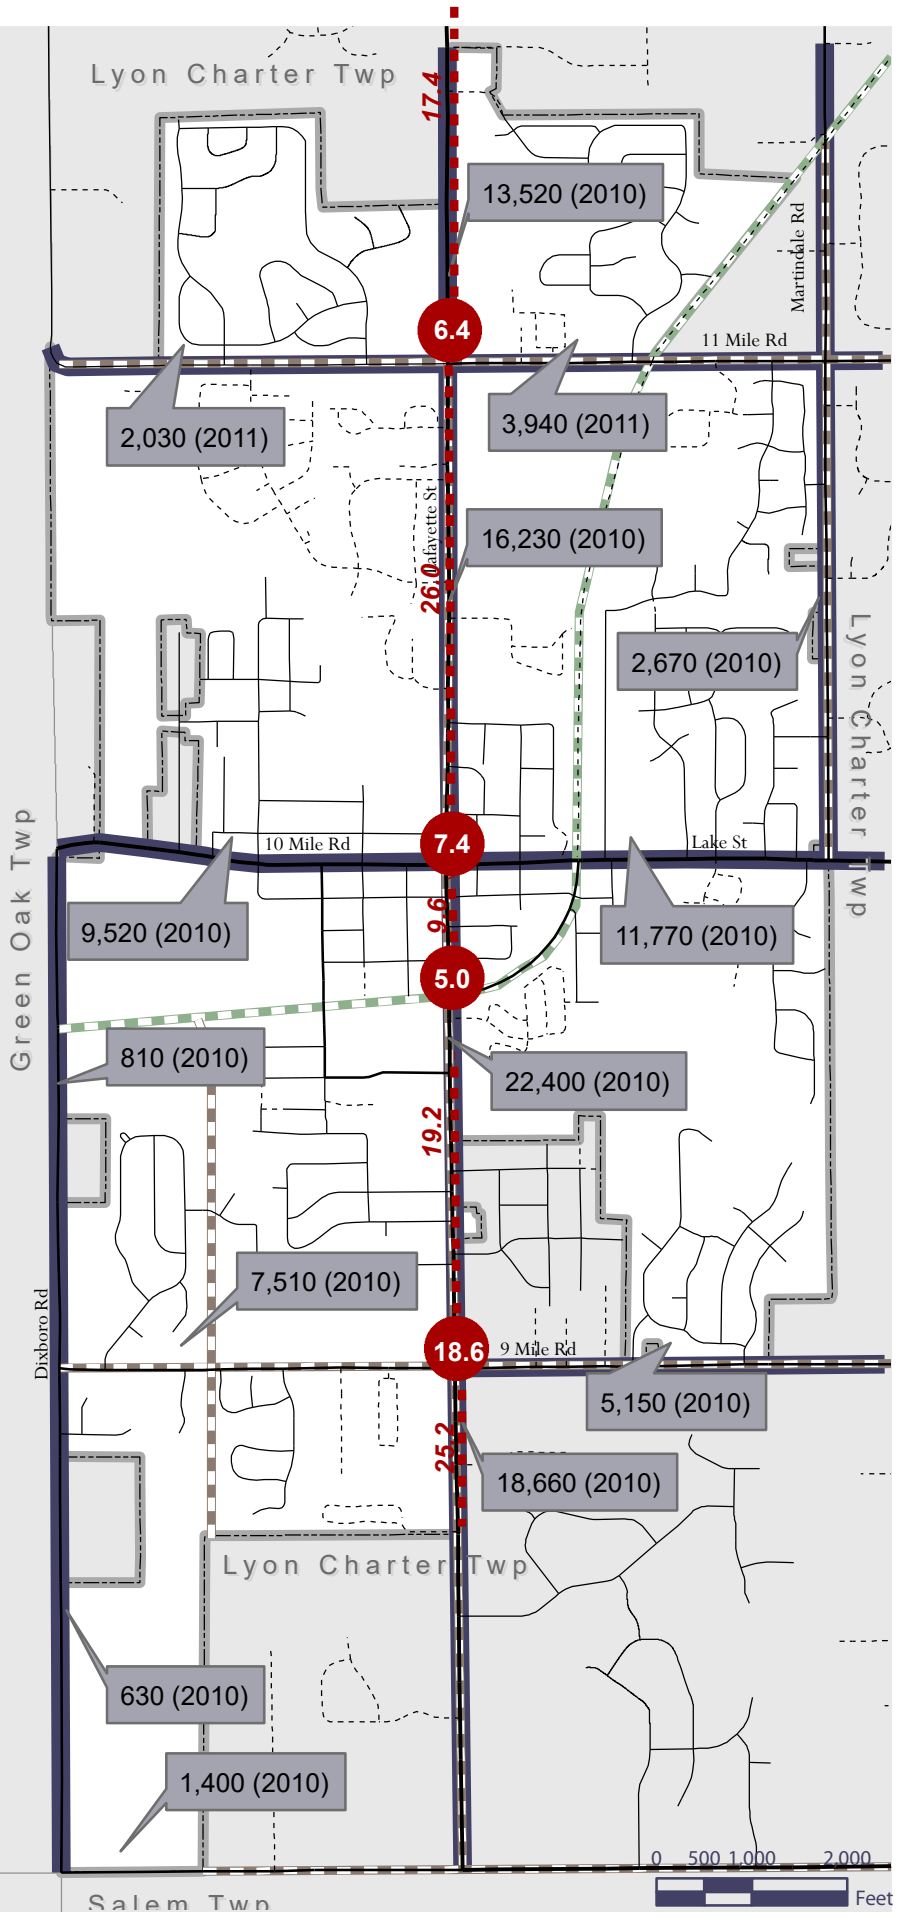 Lyon Charter Twp
17.4
13,520 (2010)
Martindale Rd
6.4
11 Mile Rd
2,030 (2011)
3,940 (2011)
Lafayette St
16,230 (2010)
26.0
2,670 (2010)
Lyon Charter Twp
Green Oak Twp
10 Mile Rd
7.4
Lake St
9,520 (2010)
9.6
11,770 (2010)
5.0
810 (2010)
22,400 (2010)
19.2
7,510 (2010)
Dixboro Rd
18.6
9 Mile Rd
5,150 (2010)
25.2
18,660 (2010)
Lyon Charter Twp
630 (2010)
1,400 (2010)
0 500 1,000 2,000
Feet
Salem Twp